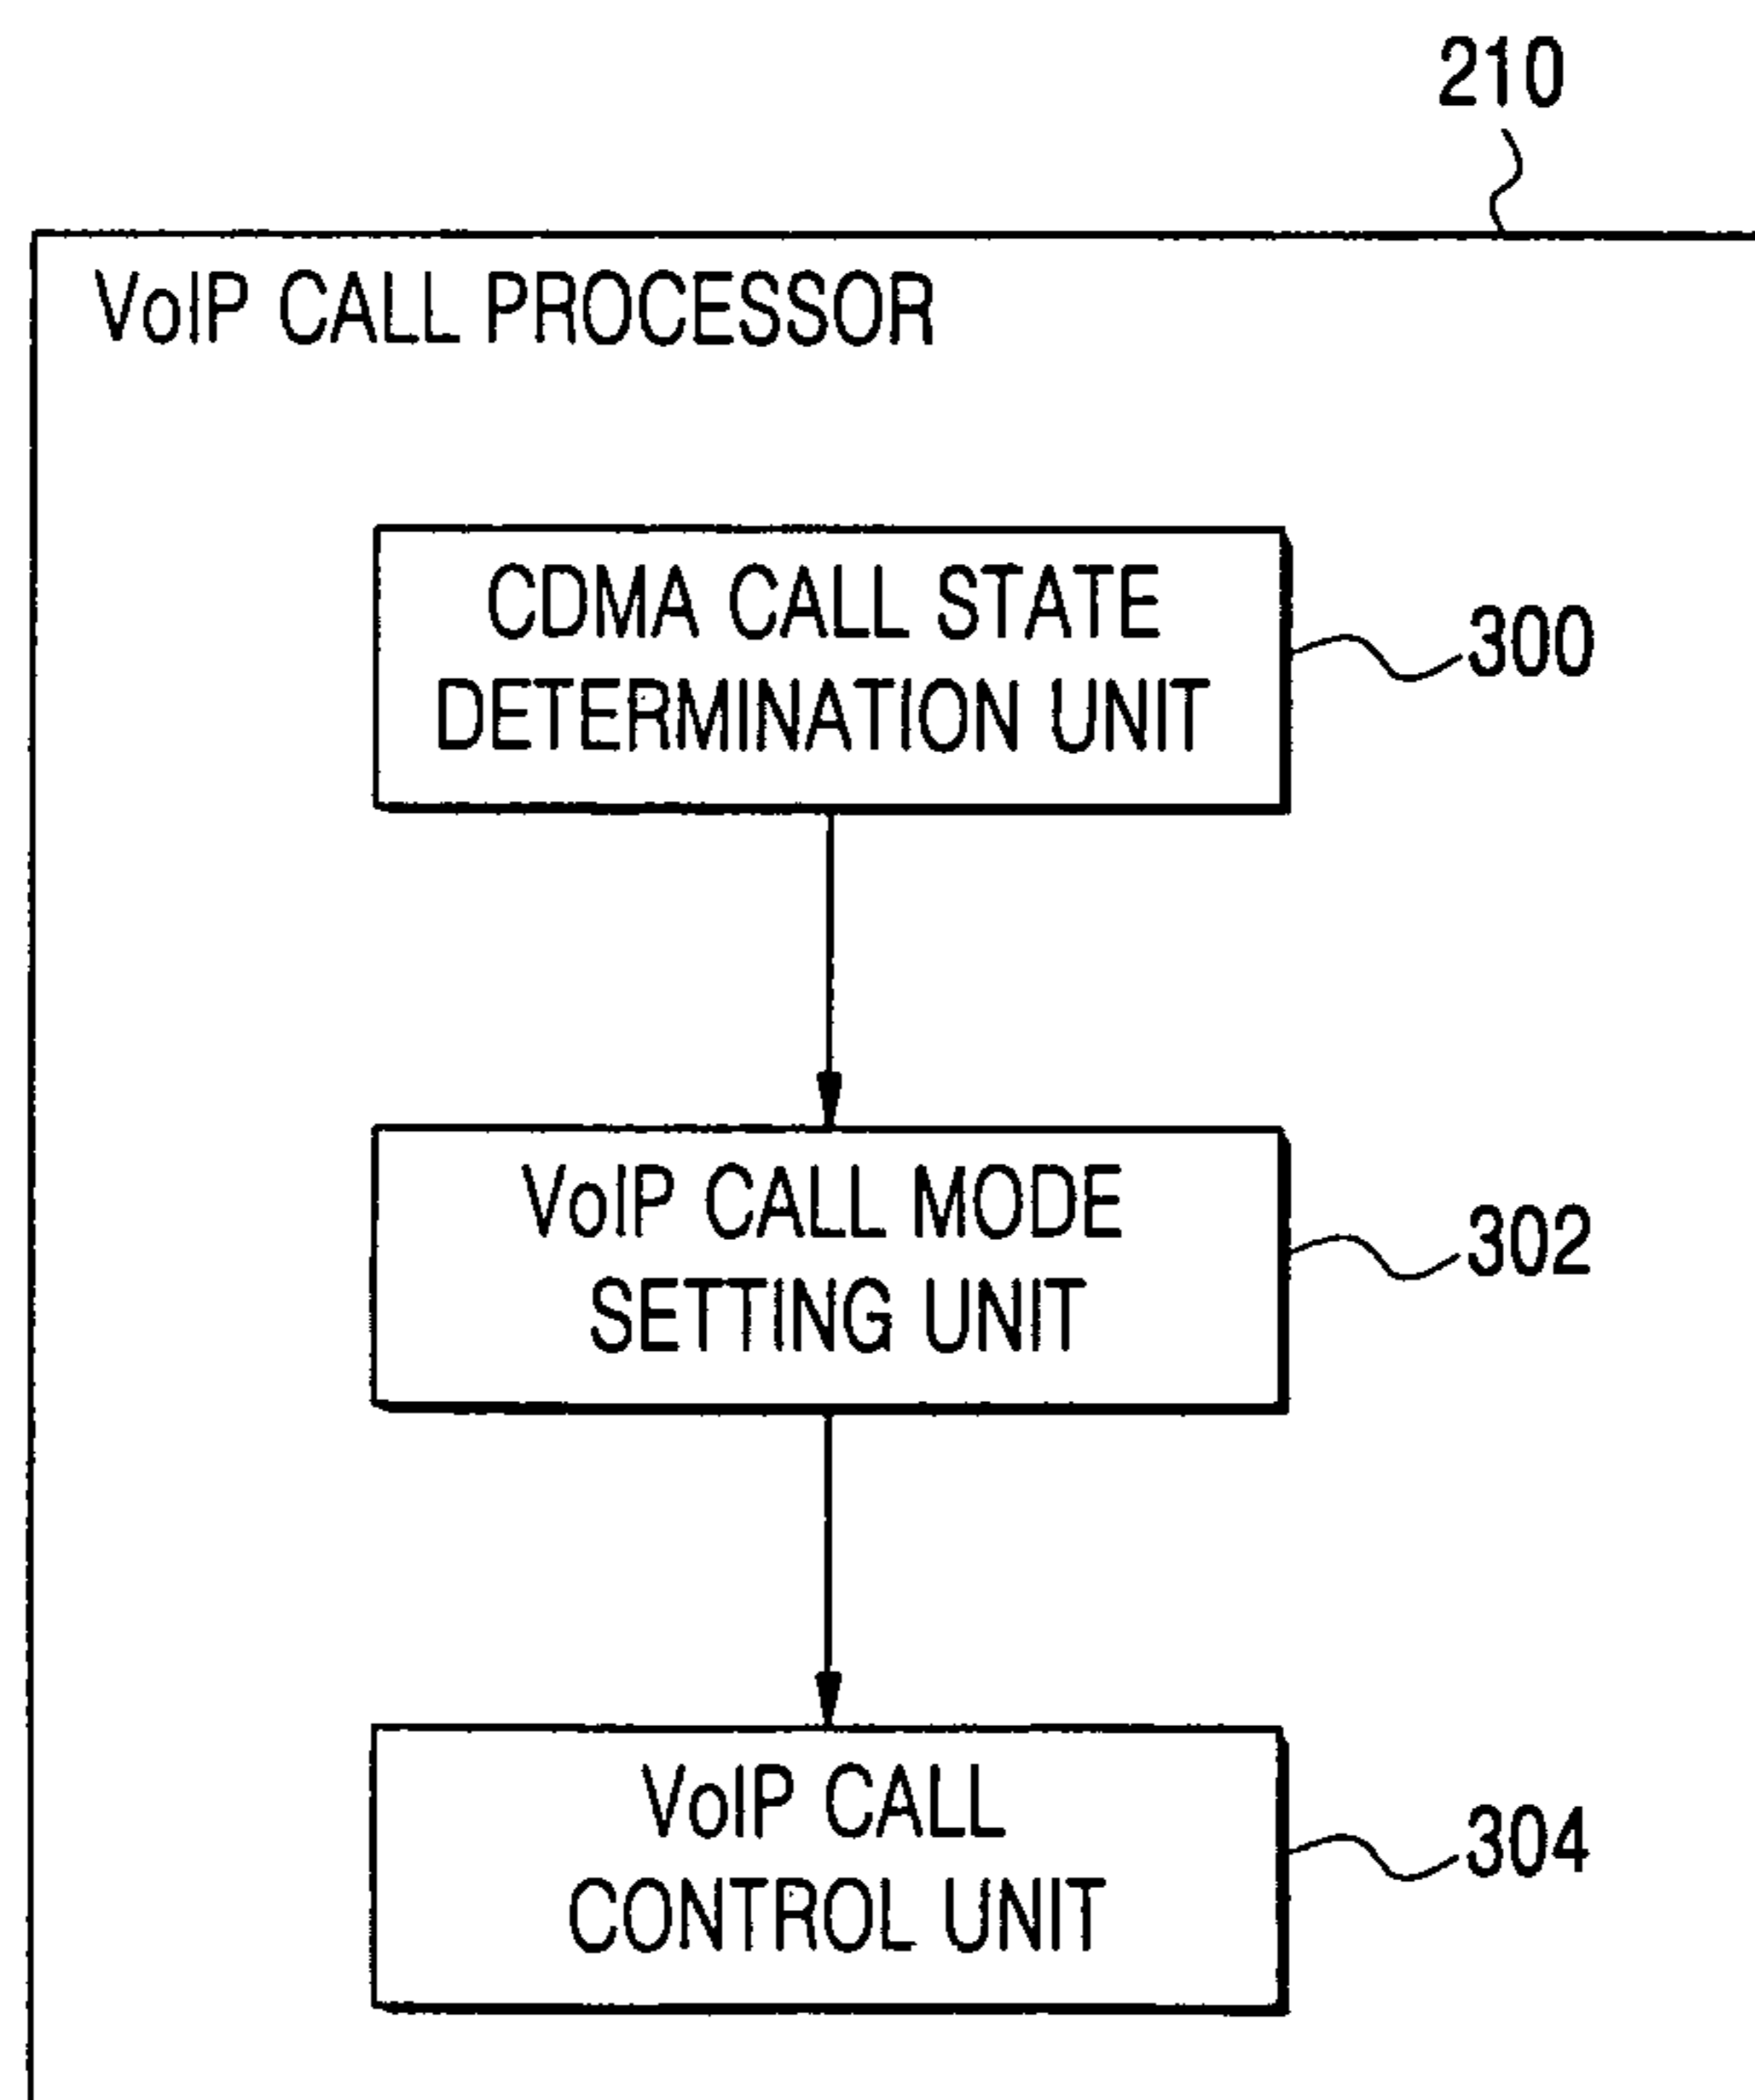 210
VoIP CALL PROCESSOR
CDMA CALL STATE
DETERMINATION UNIT
300
VoIP CALL MODE
SETTING UNIT
302
VoIP CALL
CONTROL UNIT
304